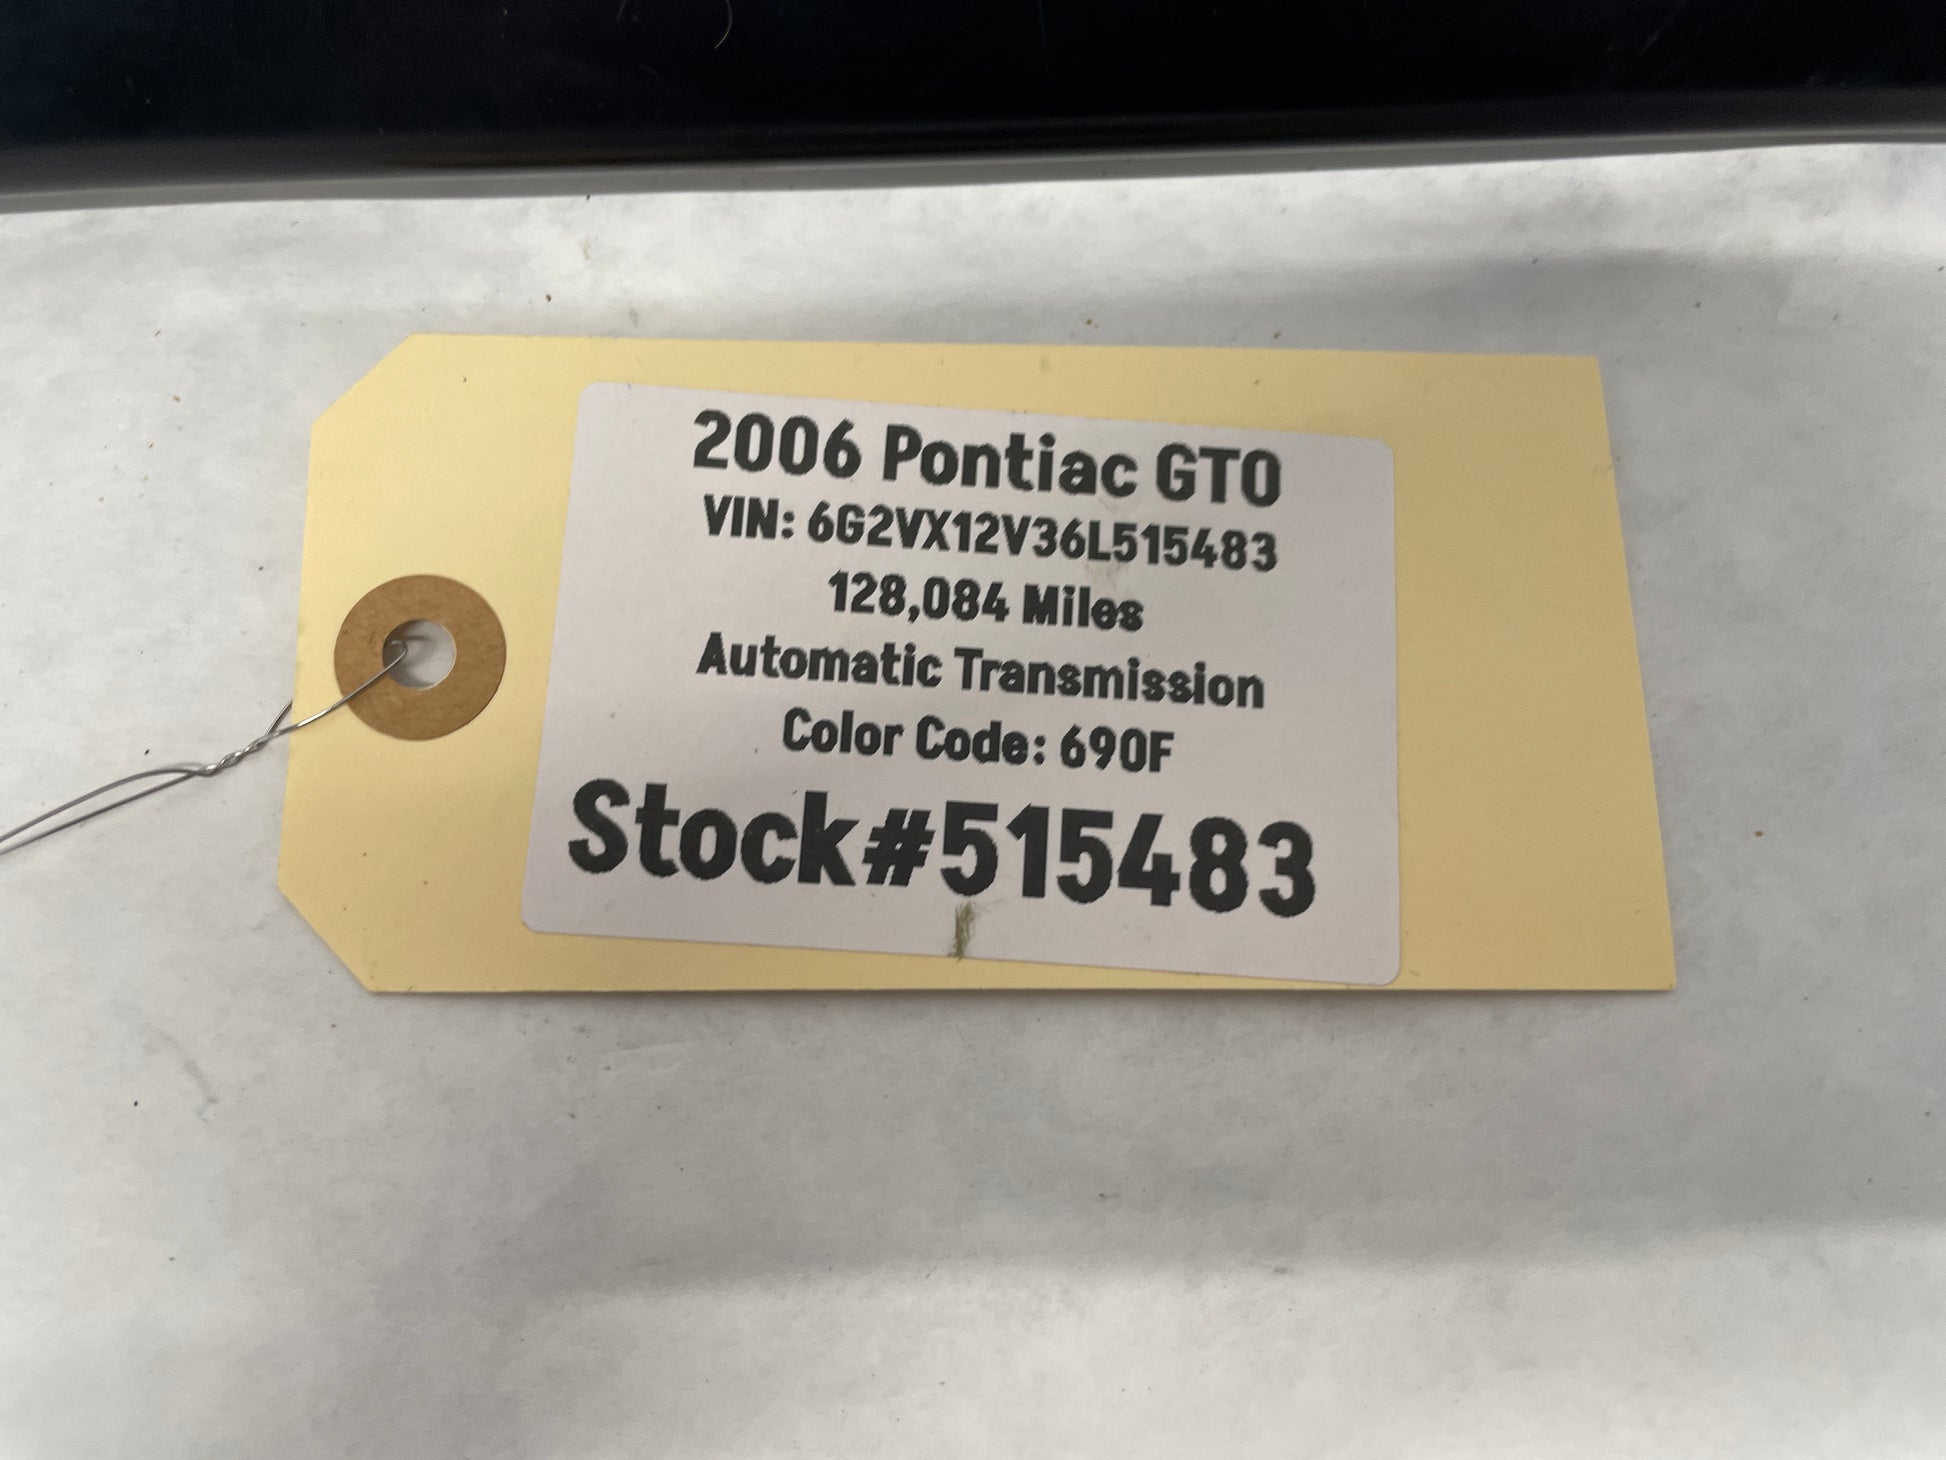 2006 Pontiac GTO
VIN: 6G2VX12V36L515483
128,084 Miles
Automatic Transmission
Color Code: 690F
Stock#515483